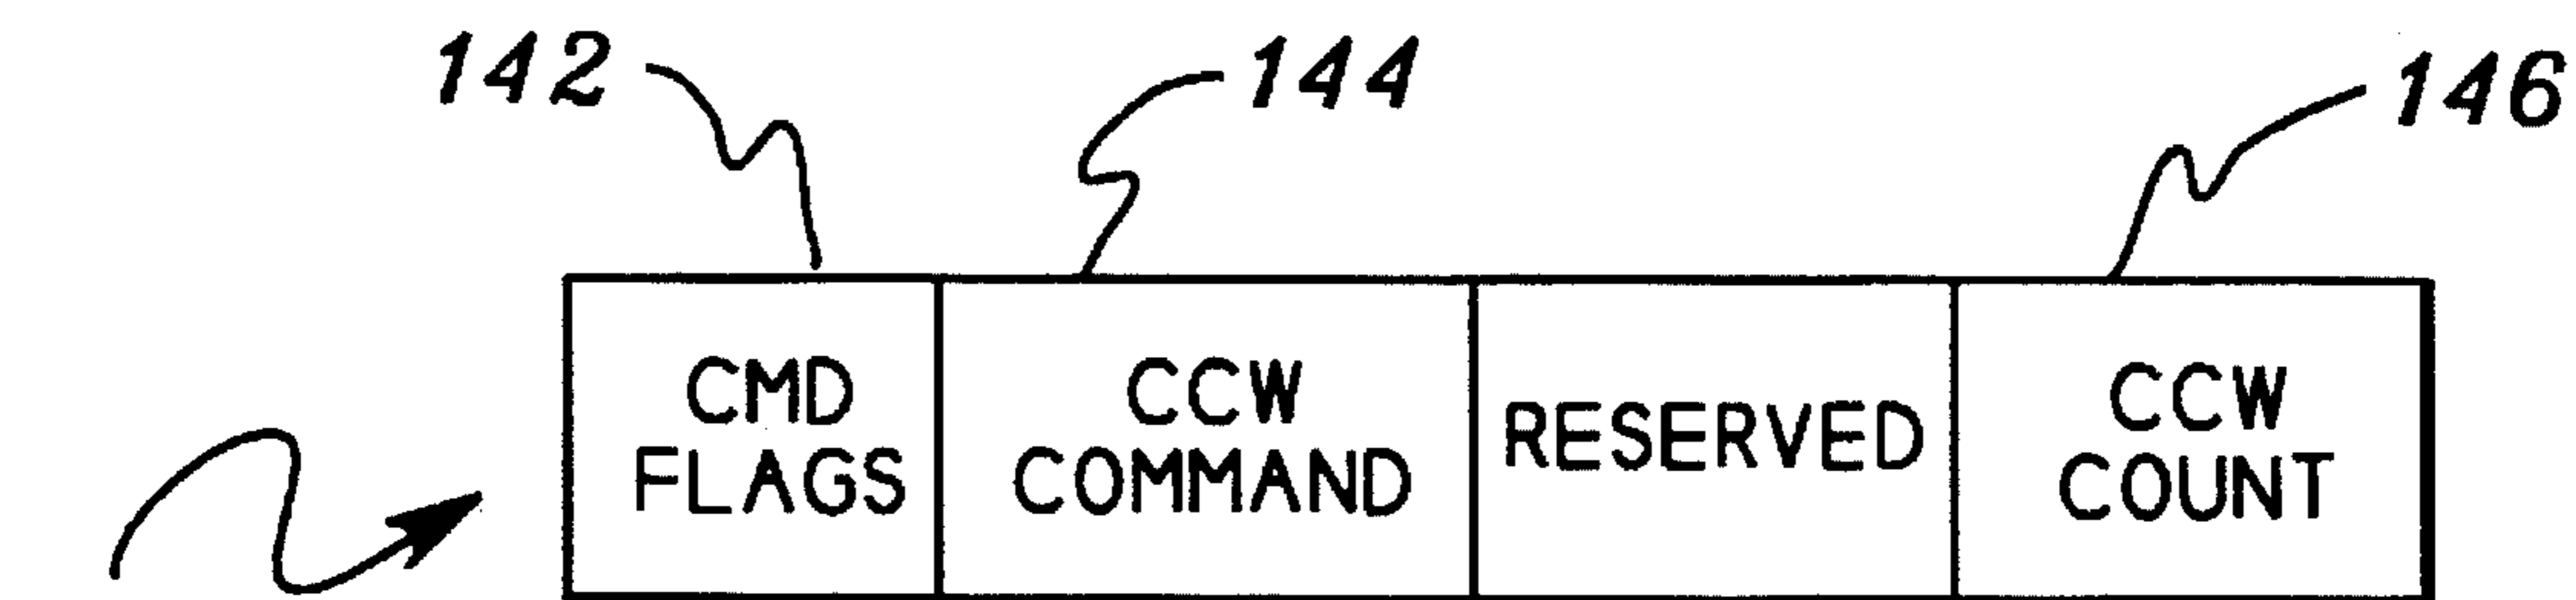 142 144 146
CMD FLAGS
CCW COMMAND
RESERVED
CCW COUNT